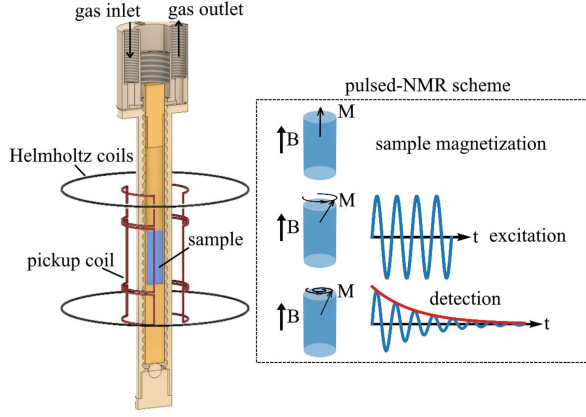 gas inlet
gas outlet
Helmholtz coils
pickup coil
sample
pulsed-NMR scheme
M
B
sample magnetization
M
B
t
excitation
M
B
detection
t